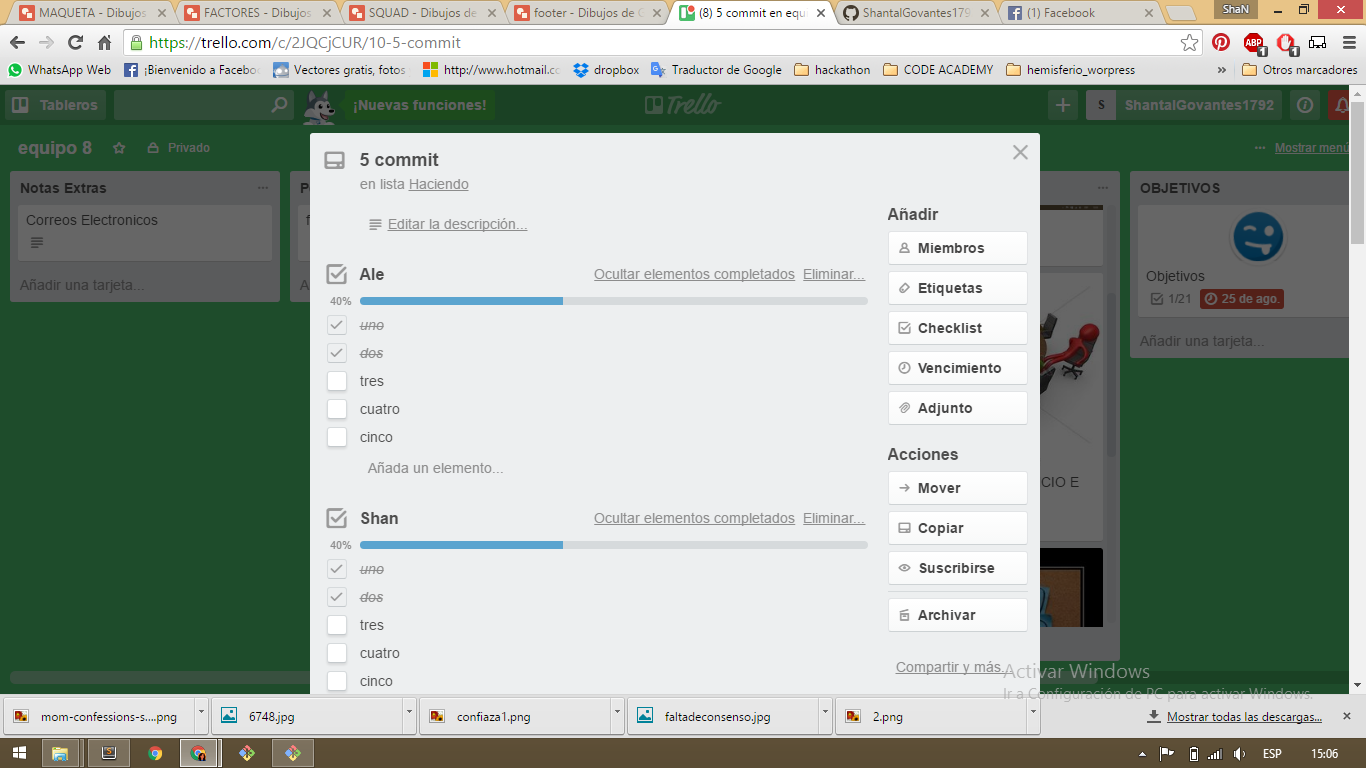 MAQUETA - Dibujos
FACTORES - Dibujos
SQUAD - Dibujos de
footer - Dibujos de G
(8) 5 commit en equ
ShantalGovantes179
(1) Facebook
ShaN
https://trello.com/c/2JQCjCUR/10-5-commit
WhatsApp Web
¡Bienvenido a Facebo
Vectores gratis, fotos
http://www.hotmail.cc
dropbox
Traductor de Google
hackathon
CODE ACADEMY
hemisferio_worpress
»
Otros marcadores
Tableros
¡Nuevas funciones!
Trello
S
ShantalGovantes1792
equipo 8
Privado
Mostrar menú
Notas Extras
Correos Electronicos
Añadir una tarjeta...
5 commit
en lista Haciendo
Editar la descripción...
Ale
Ocultar elementos completados
Eliminar...
40%
uno
dos
tres
cuatro
cinco
Añada un elemento...
Shan
Ocultar elementos completados
Eliminar...
40%
uno
dos
tres
cuatro
cinco
Añadir
Miembros
Etiquetas
Checklist
Vencimiento
Adjunto
Acciones
Mover
Copiar
Suscribirse
Archivar
Compartir y más...
CIO E
OBJETIVOS
Objetivos
1/21
25 de ago.
Añadir una tarjeta...
Activar Windows
Ir a Configuración de PC para activar Windows.
mom-confessions-s....png
6748.jpg
confiaza1.png
faltadeconsenso.jpg
2.png
Mostrar todas las descargas...
ESP
15:06